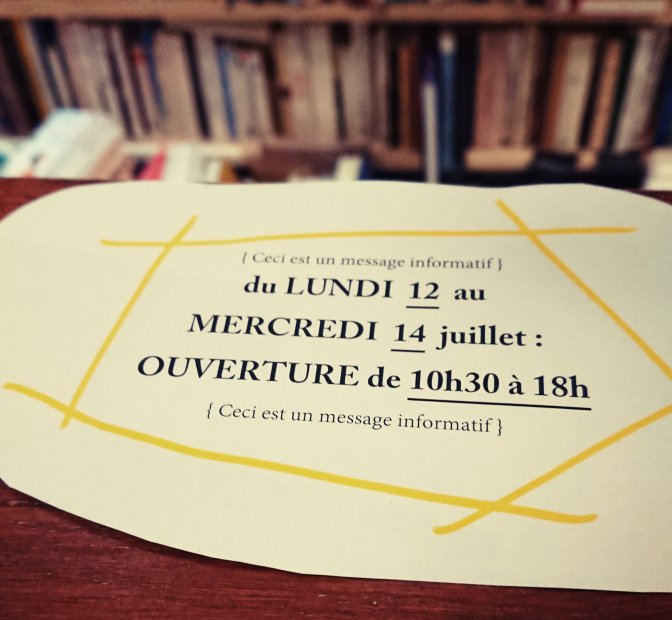 { Ceci est un message informatif }
du LUNDI 12 au
MERCREDI 14 juillet :
OUVERTURE de 10h30 à 18h
{ Ceci est un message informatif }